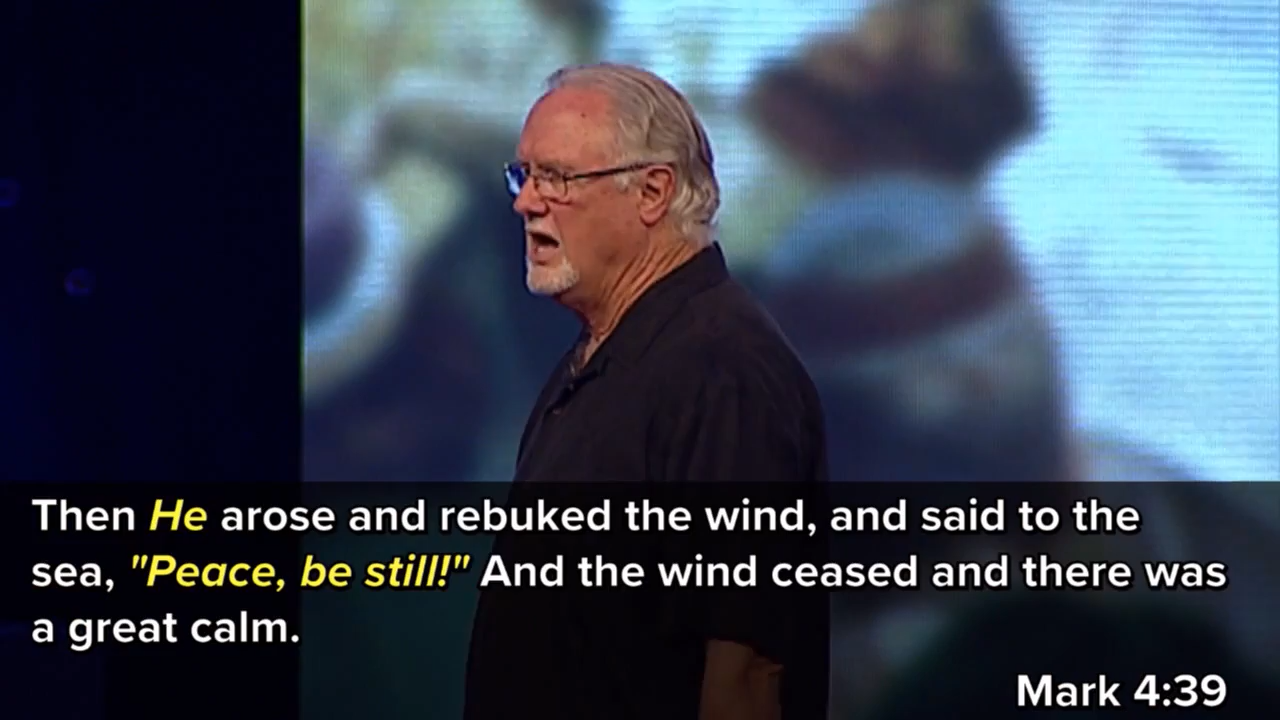 Then He arose and rebuked the wind, and said to the
sea, "Peace, be still!" And the wind ceased and there was
a great calm.
Mark 4:39